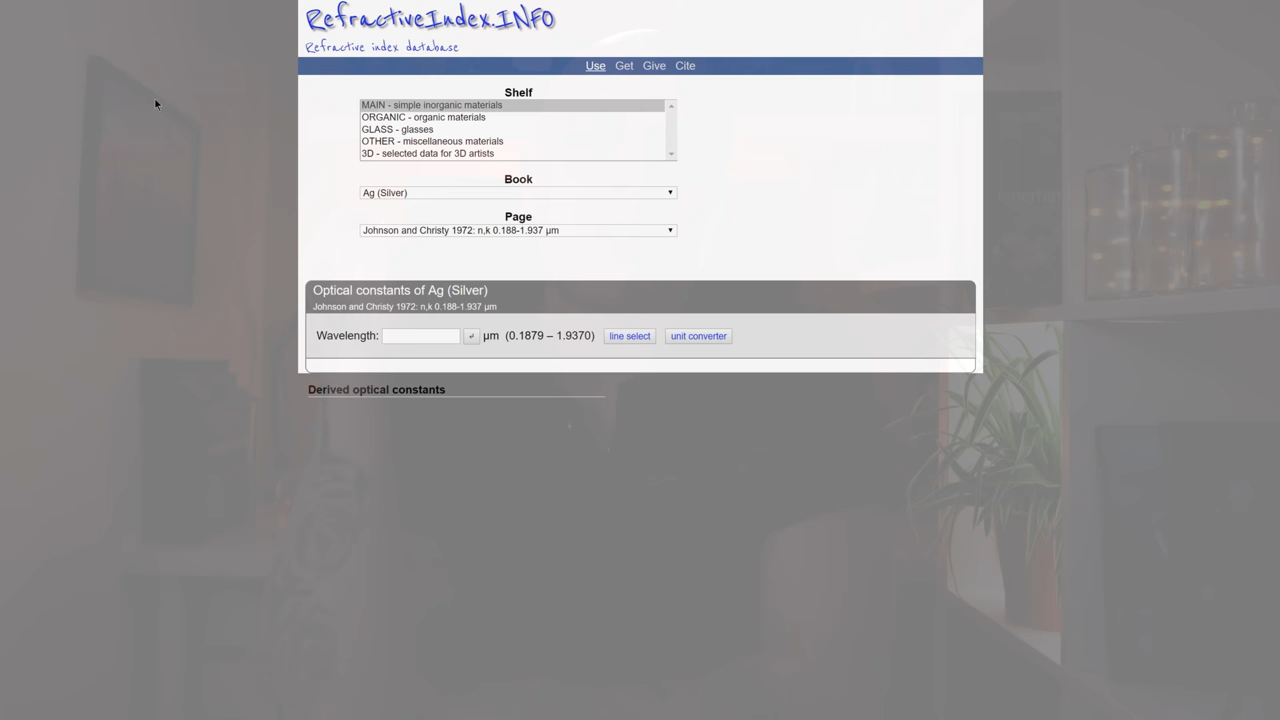 RefractiveIndex.INFO
Refractive index database
Use Get Give Cite
Shelf
MAIN - simple inorganic materials
ORGANIC - organic materials
GLASS - glasses
OTHER - miscellaneous materials
3D - selected data for 3D artists
Book
Ag (Silver)
Page
Johnson and Christy 1972: n,k 0.188-1.937 µm
Optical constants of Ag (Silver)
Johnson and Christy 1972: n,k 0.188-1.937 µm
Wavelength: µm (0.1879 – 1.9370) line select unit converter
Derived optical constants